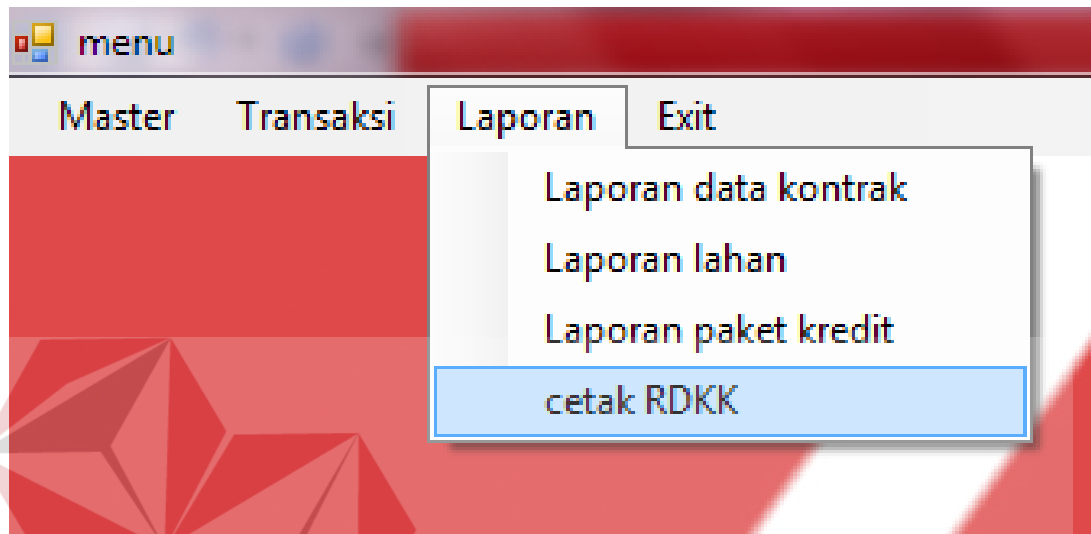 menu
Master Transaksi Laporan Exit
Laporan data kontrak
Laporan lahan
Laporan paket kredit
cetak RDKK